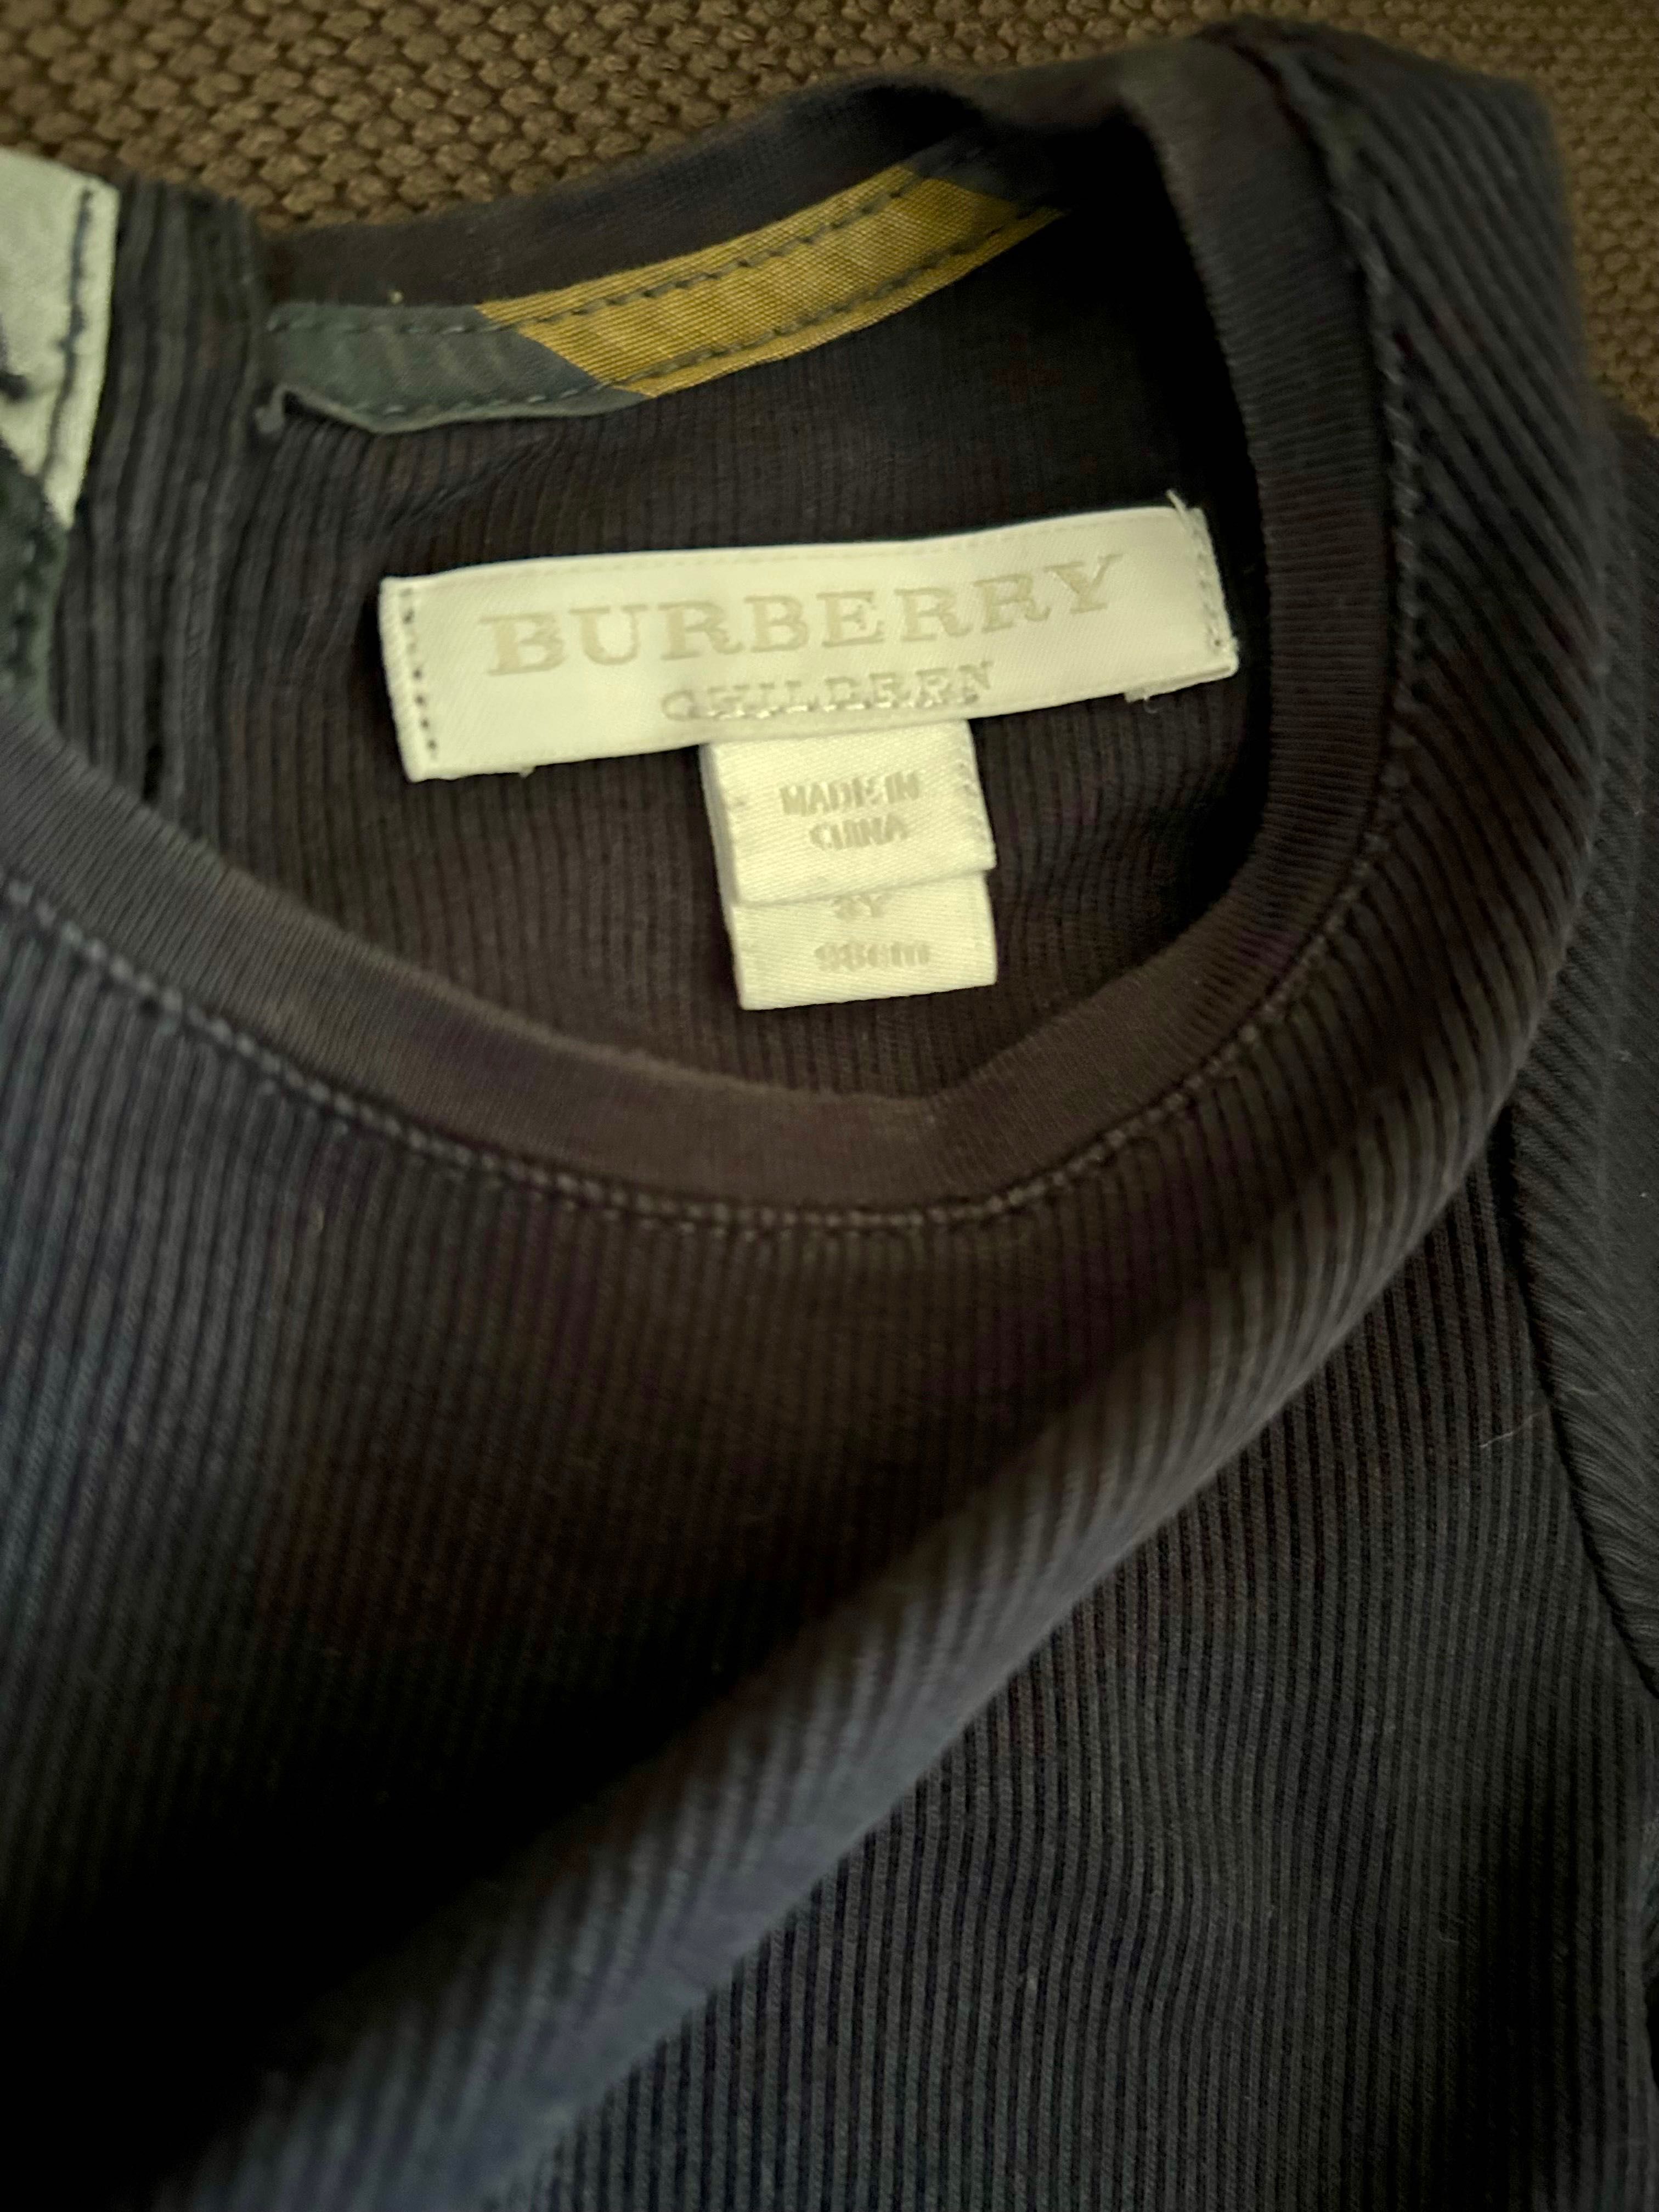 BURBERRY
CHILDREN
MADE IN
CHINA
3Y
98cm